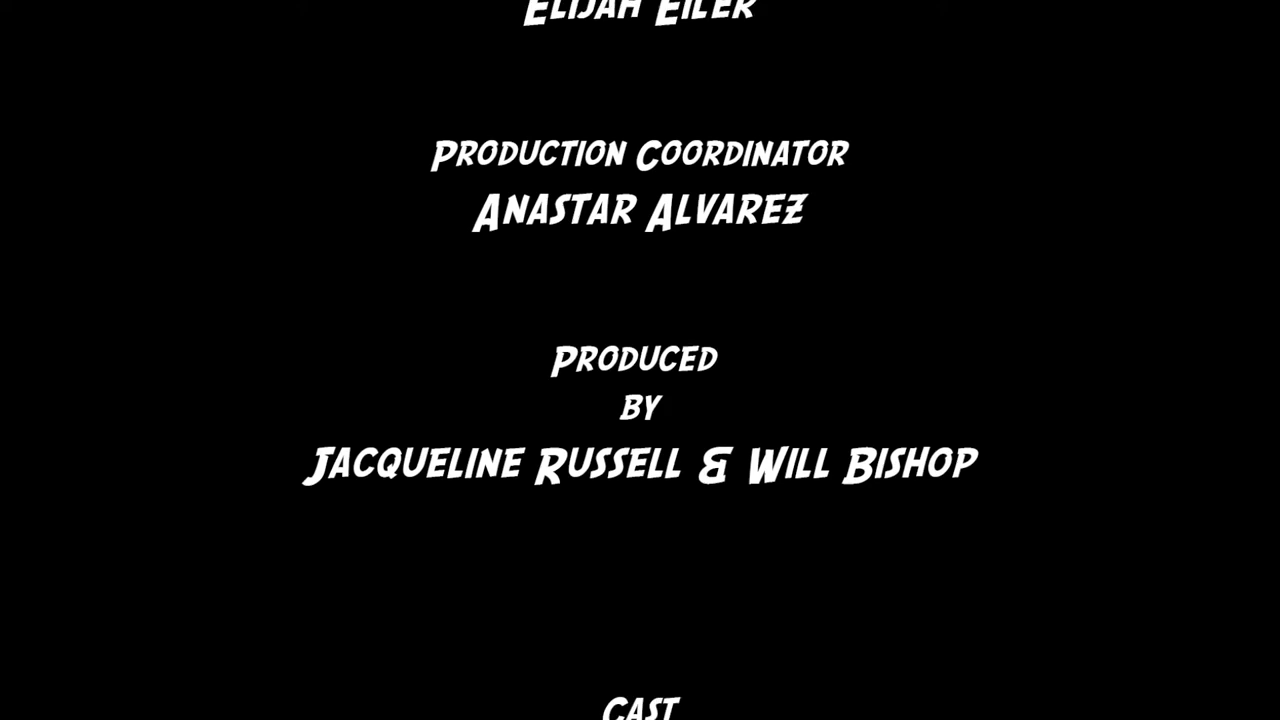 Elijah Eiler
Production Coordinator
Anastar Alvarez
Produced
by
Jacqueline Russell & Will Bishop
Cast